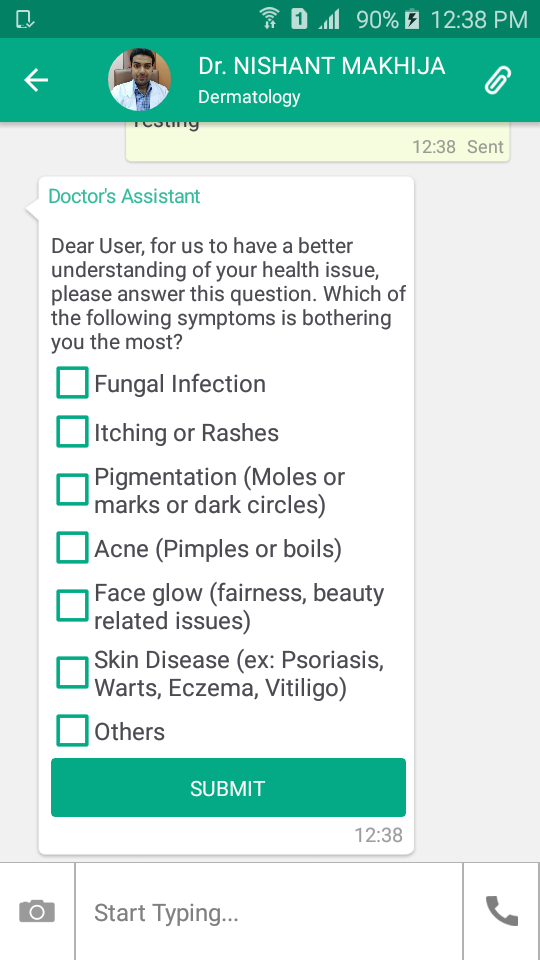 90% 12:38 PM
Dr. NISHANT MAKHIJA
Dermatology
Testing
12:38 Sent
Doctor's Assistant
Dear User, for us to have a better
understanding of your health issue,
please answer this question. Which of
the following symptoms is bothering
you the most?
Fungal Infection
Itching or Rashes
Pigmentation (Moles or
marks or dark circles)
Acne (Pimples or boils)
Face glow (fairness, beauty
related issues)
Skin Disease (ex: Psoriasis,
Warts, Eczema, Vitiligo)
Others
SUBMIT
12:38
Start Typing...